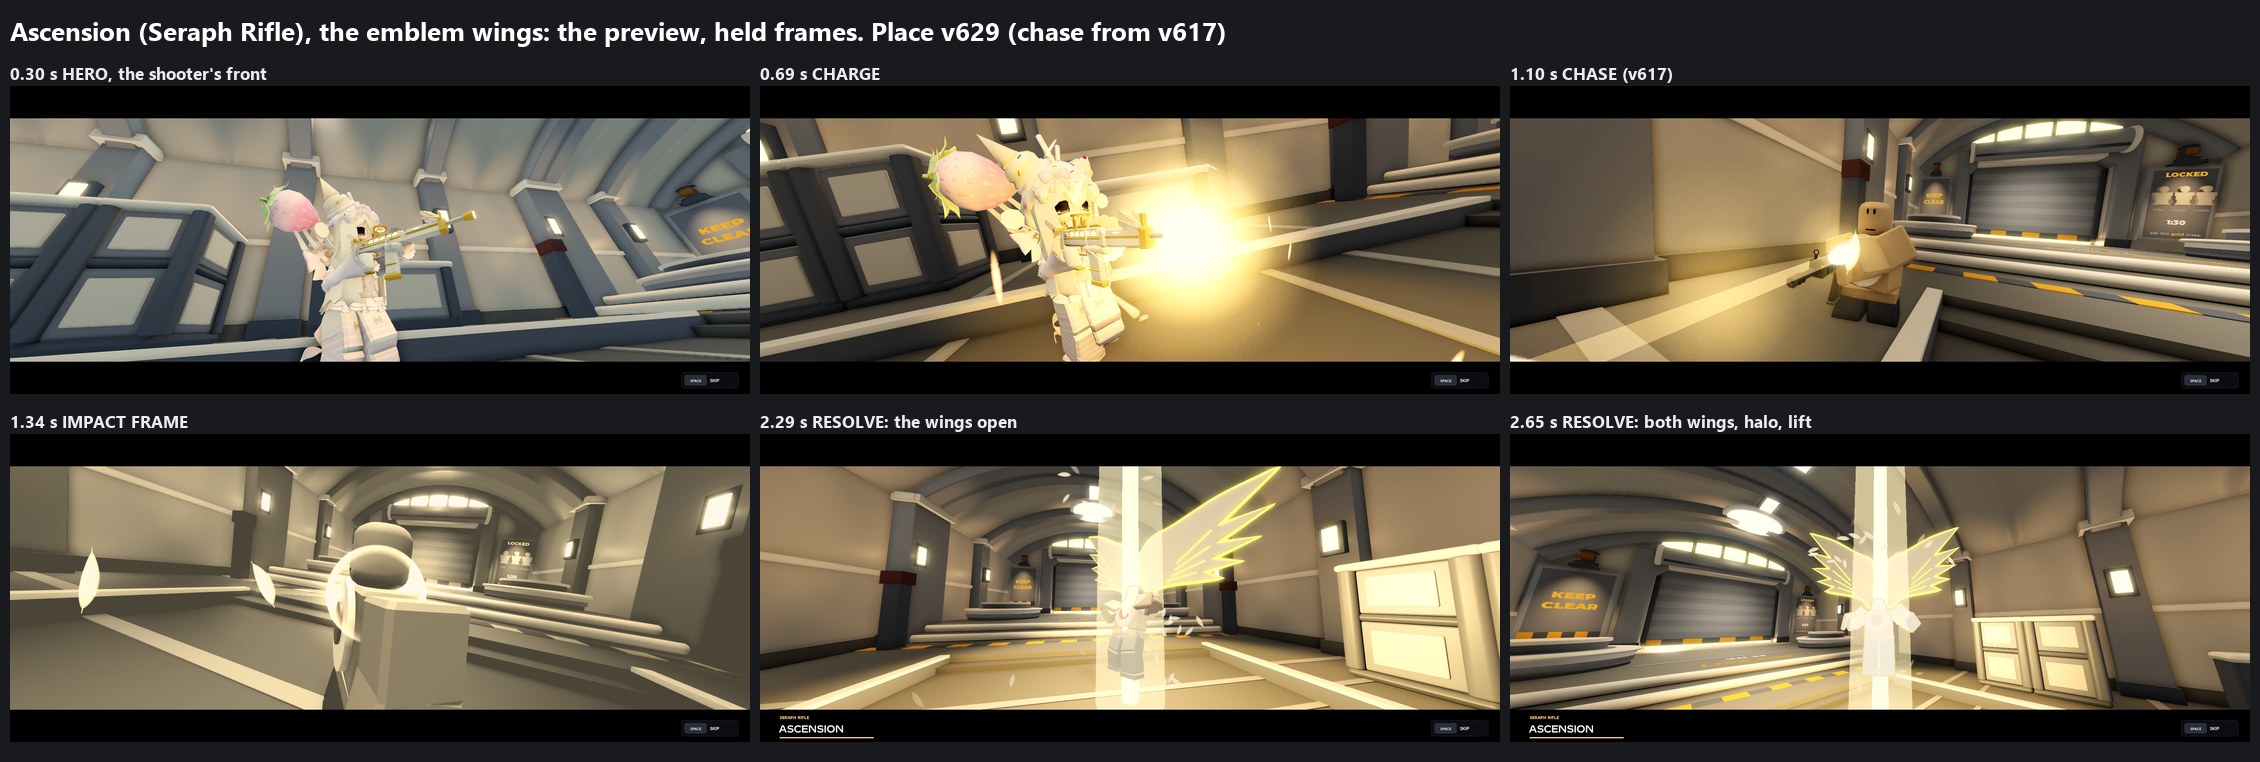 Ascension (Seraph Rifle), the emblem wings: the preview, held frames. Place v629 (chase from v617)
0.30 s HERO, the shooter's front
0.69 s CHARGE
1.10 s CHASE (v617)
KEEP
CLEA
SPACE SKIP
SPACE SKIP
KEEP
CLEAR
LOCKED
1:30
SPACE SKIP
1.34 s IMPACT FRAME
2.29 s RESOLVE: the wings open
2.65 s RESOLVE: both wings, halo, lift
LOCKED
SPACE SKIP
KEEP
CLEAR
SERAPH RIFLE
ASCENSION
SPACE SKIP
KEEP
CLEAR
SERAPH RIFLE
ASCENSION
SPACE SKIP